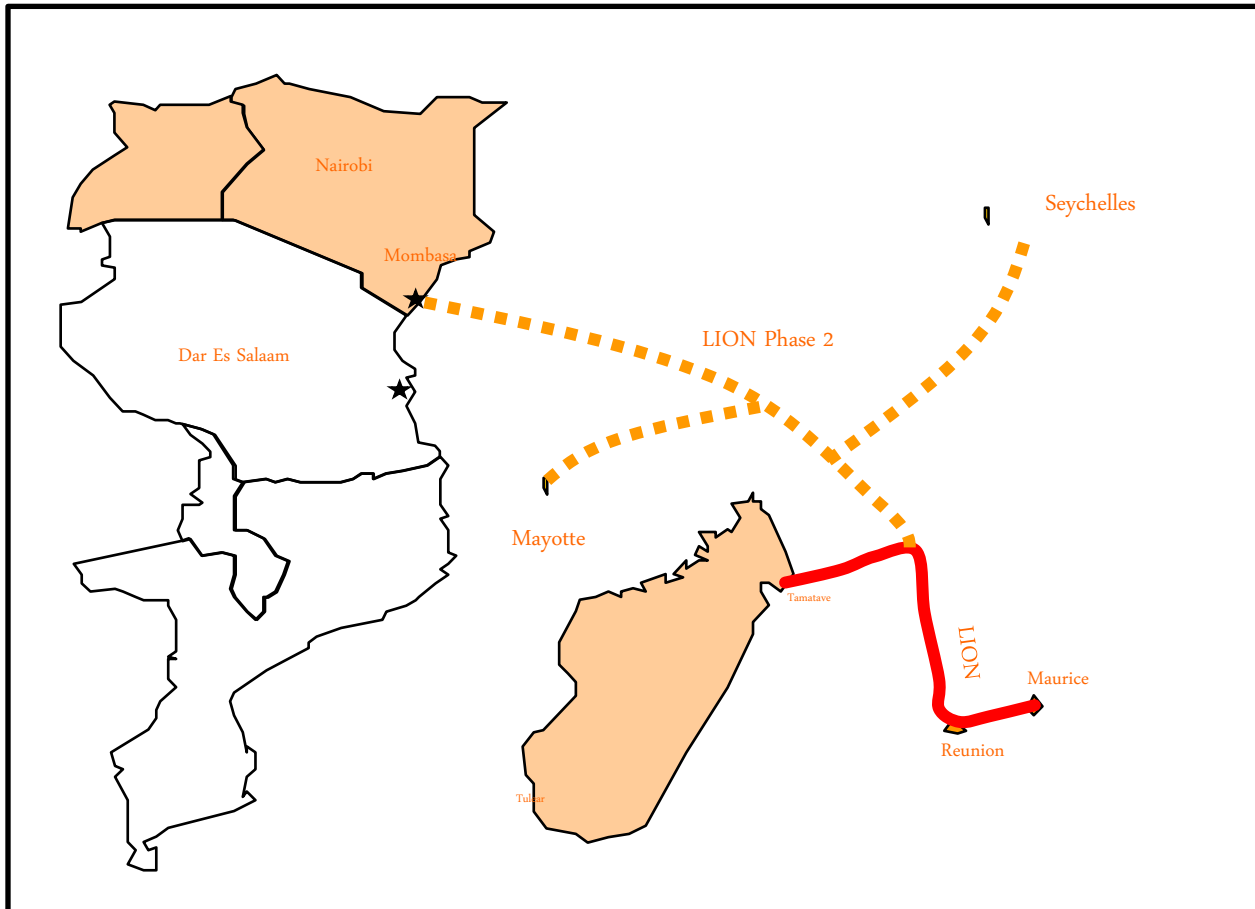 Nairobi
Seychelles
Mombasa
LION Phase 2
Dar Es Salaam
Mayotte
Tamatave
LION
Maurice
Reunion
Tulear